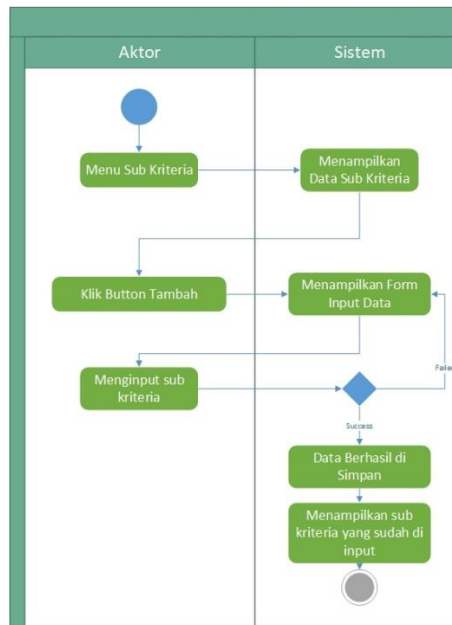 Aktor
Sistem
Menu Sub Kriteria
Menampilkan
Data Sub Kriteria
Klik Button Tambah
Menampilkan Form
Input Data
Menginput sub
kriteria
Failed
Success
Data Berhasil di
Simpan
Menampilkan sub
kriteria yang sudah di
input